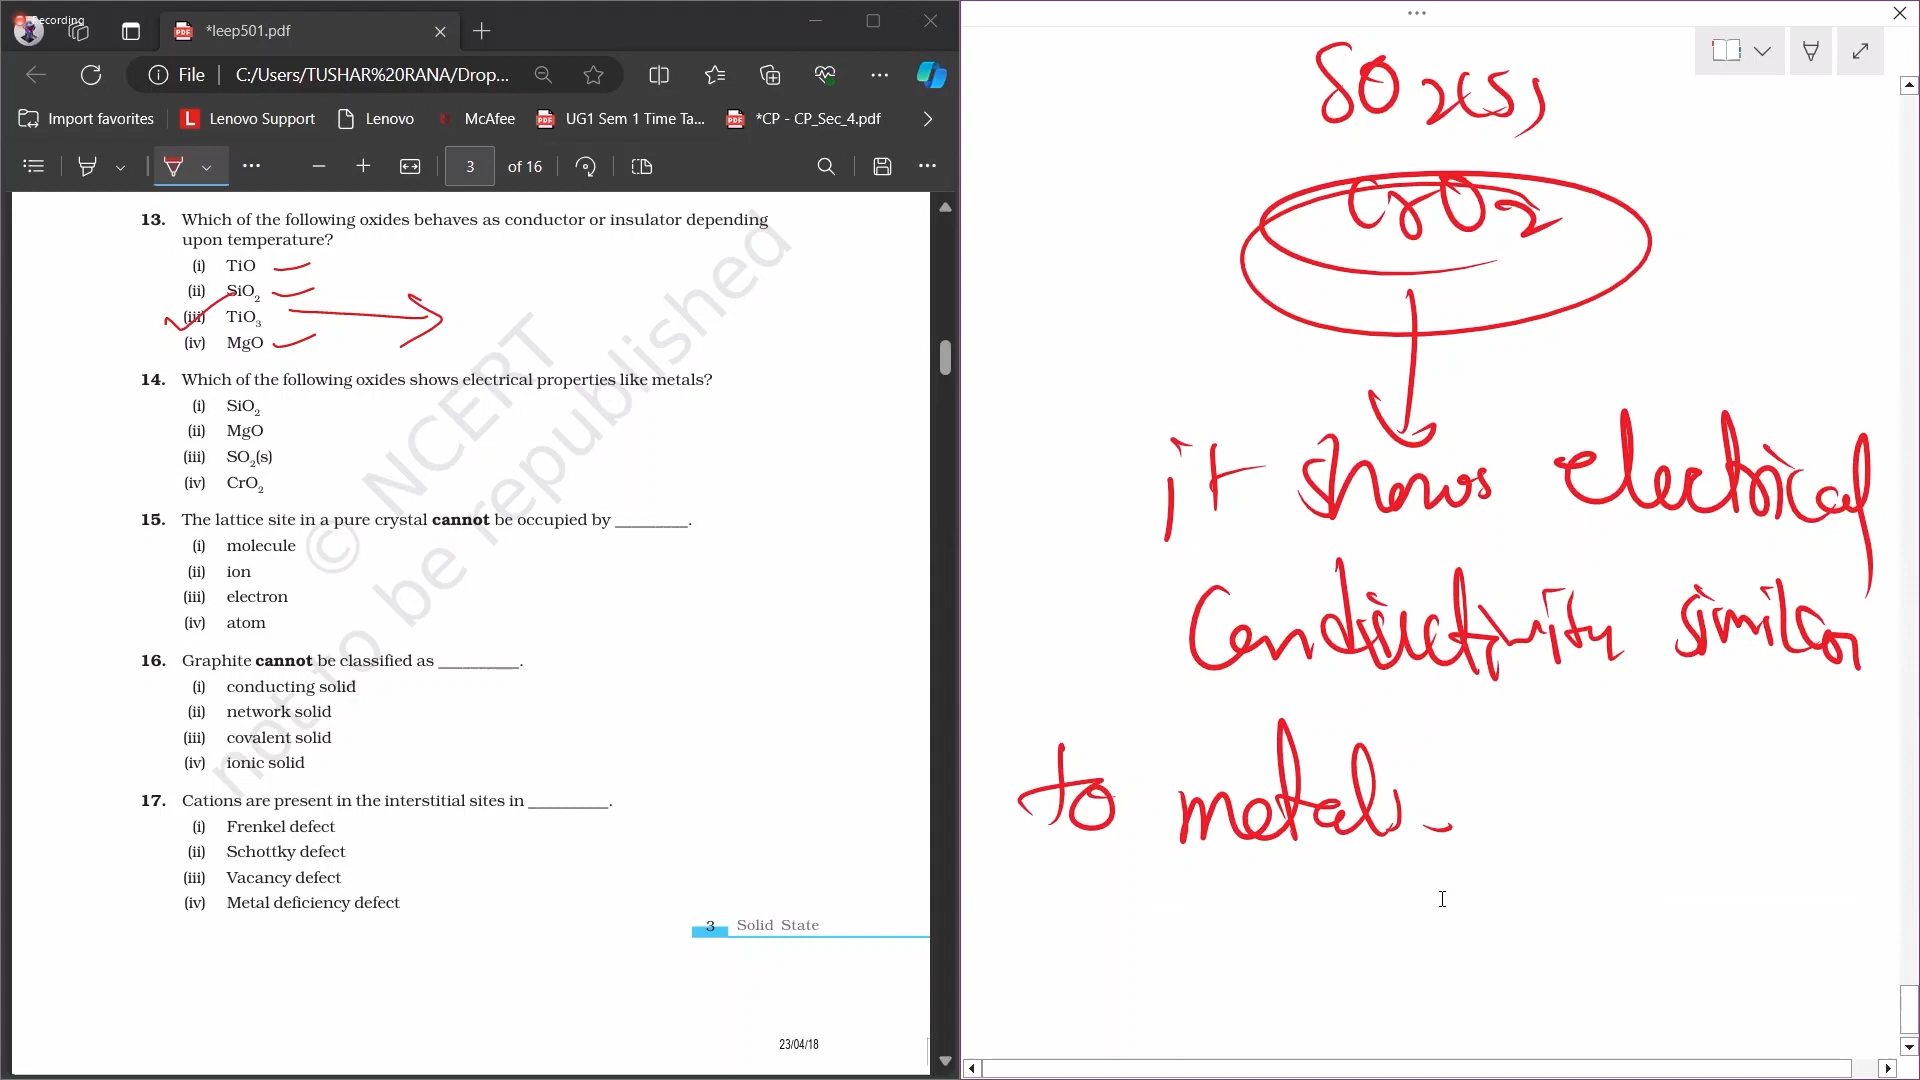 Recording
*leep501.pdf
File
C:/Users/TUSHAR%20RANA/Drop...
Import favorites
Lenovo Support
Lenovo
McAfee
UG1 Sem 1 Time Ta...
*CP - CP_Sec_4.pdf
3 of 16
13. Which of the following oxides behaves as conductor or insulator depending
upon temperature?
(i) TiO
(ii) SiO₂
(iii) TiO₃
(iv) MgO
14. Which of the following oxides shows electrical properties like metals?
(i) SiO₂
(ii) MgO
(iii) SO₂(s)
(iv) CrO₂
15. The lattice site in a pure crystal cannot be occupied by _________.
(i) molecule
(ii) ion
(iii) electron
(iv) atom
16. Graphite cannot be classified as __________.
(i) conducting solid
(ii) network solid
(iii) covalent solid
(iv) ionic solid
17. Cations are present in the interstitial sites in __________.
(i) Frenkel defect
(ii) Schottky defect
(iii) Vacancy defect
(iv) Metal deficiency defect
3 Solid State
23/04/18
© NCERT
not to be republished
SO₂(S)
CrO₂
it shows electrical
Conductivity similar
to metals.